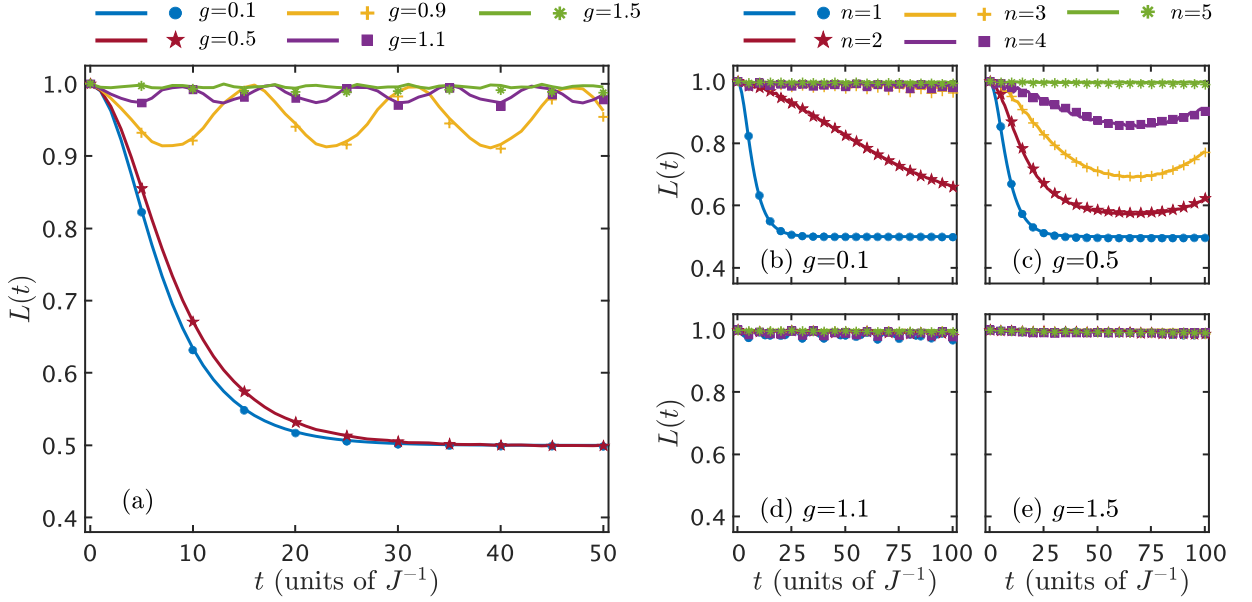 g=0.1 g=0.9 g=1.5
g=0.5 g=1.1
L(t)
1.0
0.9
0.8
0.7
0.6
0.5
0.4
(a)
0 10 20 30 40 50
t (units of J⁻¹)
n=1 n=3 n=5
n=2 n=4
L(t)
1.0
0.8
0.6
0.4
(b) g=0.1
(c) g=0.5
L(t)
1.0
0.8
0.6
0.4
(d) g=1.1
(e) g=1.5
0 25 50 75 100
0 25 50 75 100
t (units of J⁻¹)
t (units of J⁻¹)